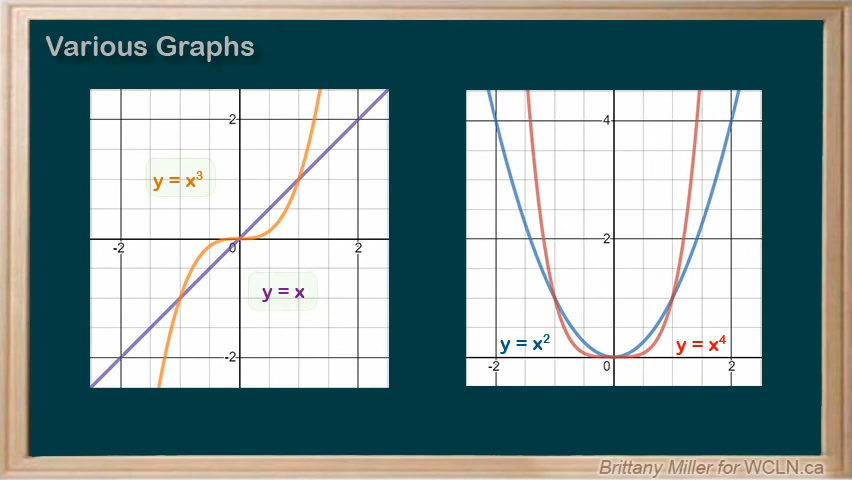 Various Graphs
2
y = x³
-2 0 2
y = x
-2
4
2
y = x² y = x⁴
-2 0 2
Brittany Miller for WCLN.ca